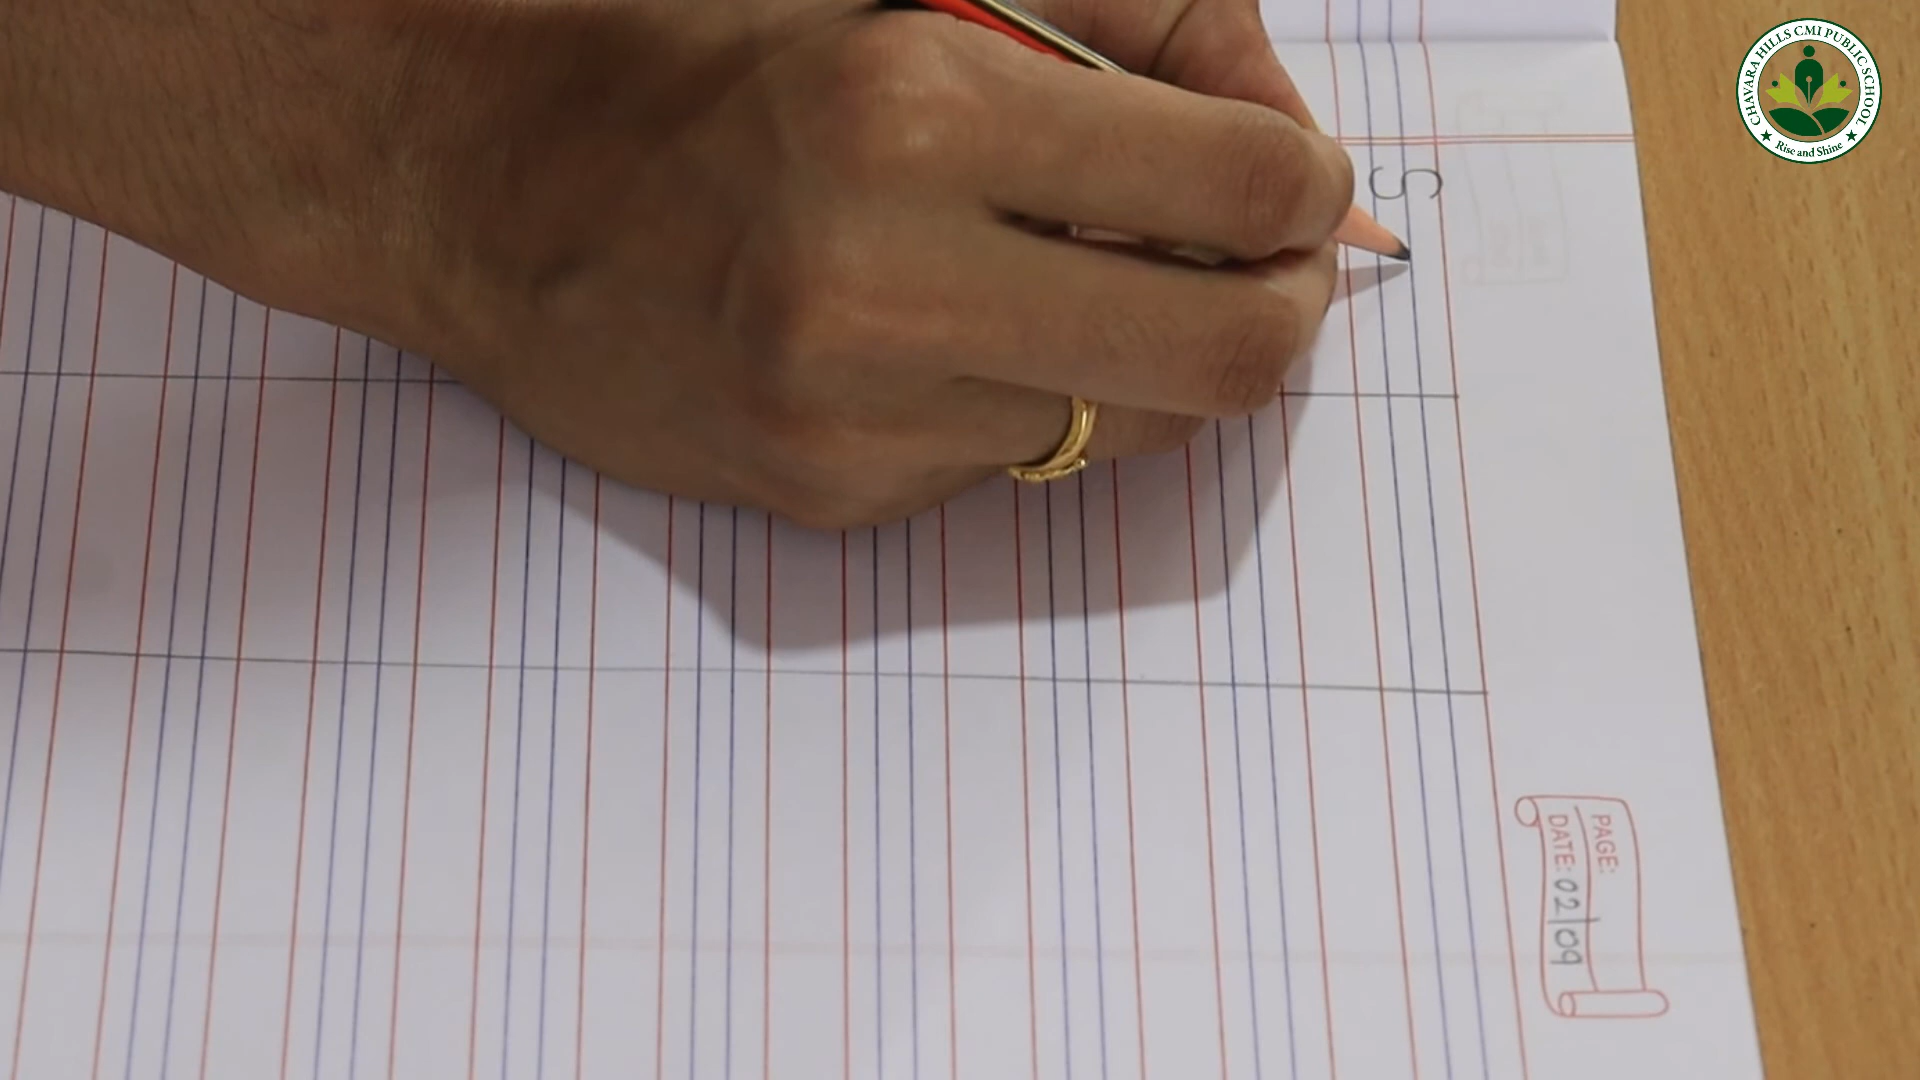 CHAVARA HILLS CMI PUBLIC SCHOOL
Rise and Shine
S
PAGE:
DATE: 02/09